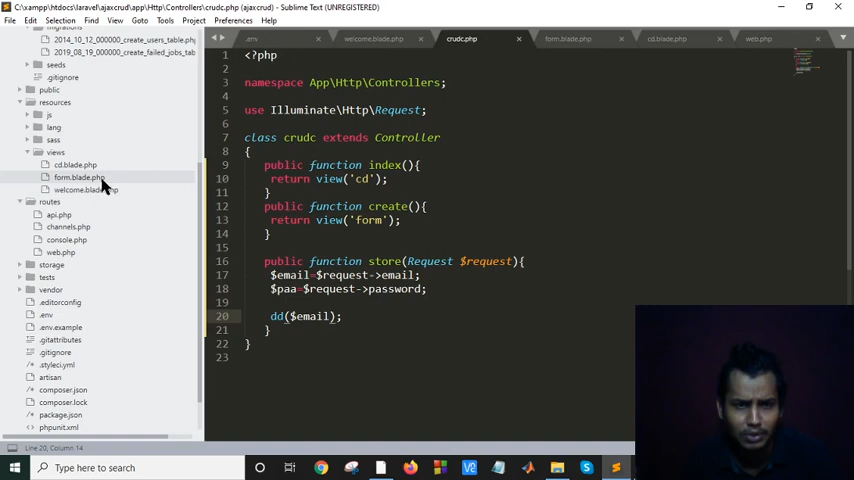 C:\xampp\htdocs\laravel\ajaxcrud\app\Http\Controllers\crudc.php (ajaxcrud) - Sublime Text (UNREGISTERED)
File Edit Selection Find View Goto Tools Project Preferences Help
migrations
2014_10_12_000000_create_users_table.php
2019_08_19_000000_create_failed_jobs_tab
seeds
.gitignore
public
resources
js
lang
sass
views
cd.blade.php
form.blade.php
welcome.blade.php
routes
api.php
channels.php
console.php
web.php
storage
tests
vendor
.editorconfig
.env
.env.example
.gitattributes
.gitignore
.styleci.yml
artisan
composer.json
composer.lock
package.json
phpunit.xml
.env welcome.blade.php crudc.php form.blade.php cd.blade.php web.php
1 <?php
2
3 namespace App\Http\Controllers;
4
5 use Illuminate\Http\Request;
6
7 class crudc extends Controller
8 {
9 public function index(){
10 return view('cd');
11 }
12 public function create(){
13 return view('form');
14 }
15
16 public function store(Request $request){
17 $email=$request->email;
18 $paa=$request->password;
19
20 dd($email);
21 }
22 }
23
Line 20, Column 14
Type here to search